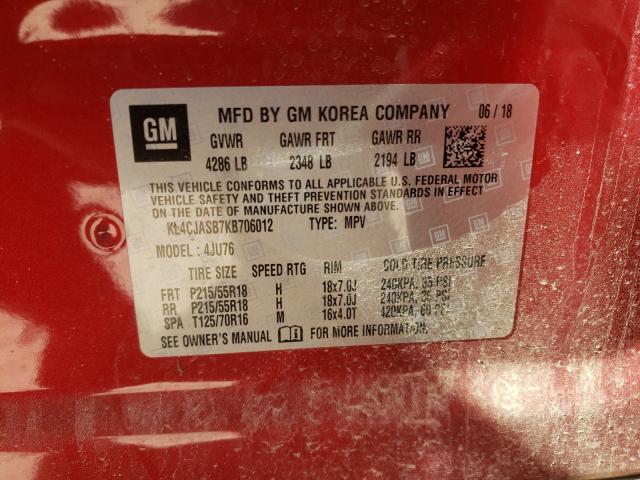 GM MFD BY GM KOREA COMPANY 06/18
GVWR GAWR FRT GAWR RR
4286 LB 2348 LB 2194 LB
THIS VEHICLE CONFORMS TO ALL APPLICABLE U.S. FEDERAL MOTOR
VEHICLE SAFETY AND THEFT PREVENTION STANDARDS IN EFFECT
ON THE DATE OF MANUFACTURE SHOWN ABOVE.
KL4CJASB7KB706012 TYPE: MPV
MODEL: 4JU76
TIRE SIZE SPEED RTG RIM COLD TIRE PRESSURE
FRT P215/55R18 H 18x7.0J 240KPA, 35 PSI
RR P215/55R18 H 18x7.0J 240KPA, 35 PSI
SPA T125/70R16 M 16x4.0T 420KPA, 60 PSI
SEE OWNER'S MANUAL FOR MORE INFORMATION.